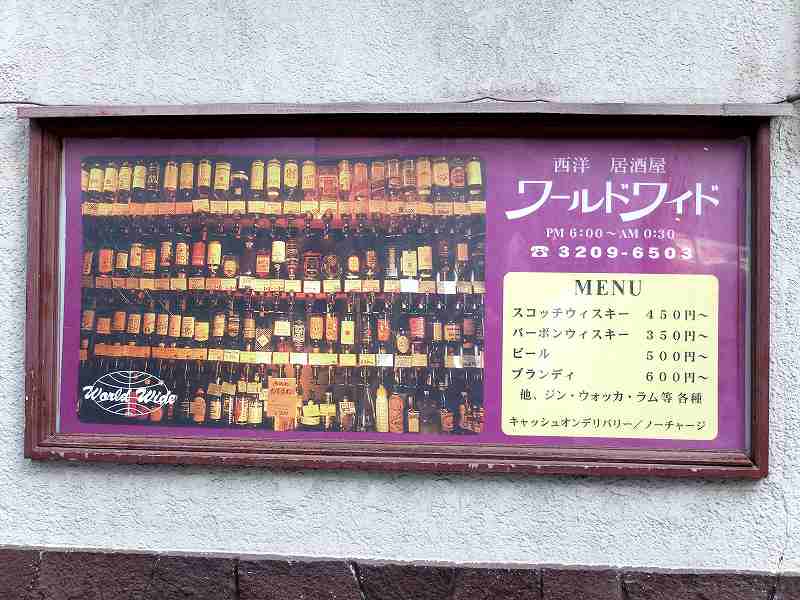 西洋 居酒屋
ワールドワイド
PM 6:00〜AM 0:30
☎ 3209-6503
MENU
スコッチウィスキー 450円〜
バーボンウィスキー 350円〜
ビール 500円〜
ブランディ 600円〜
他、ジン・ウォッカ・ラム等 各種
キャッシュオンデリバリー／ノーチャージ
World Wide